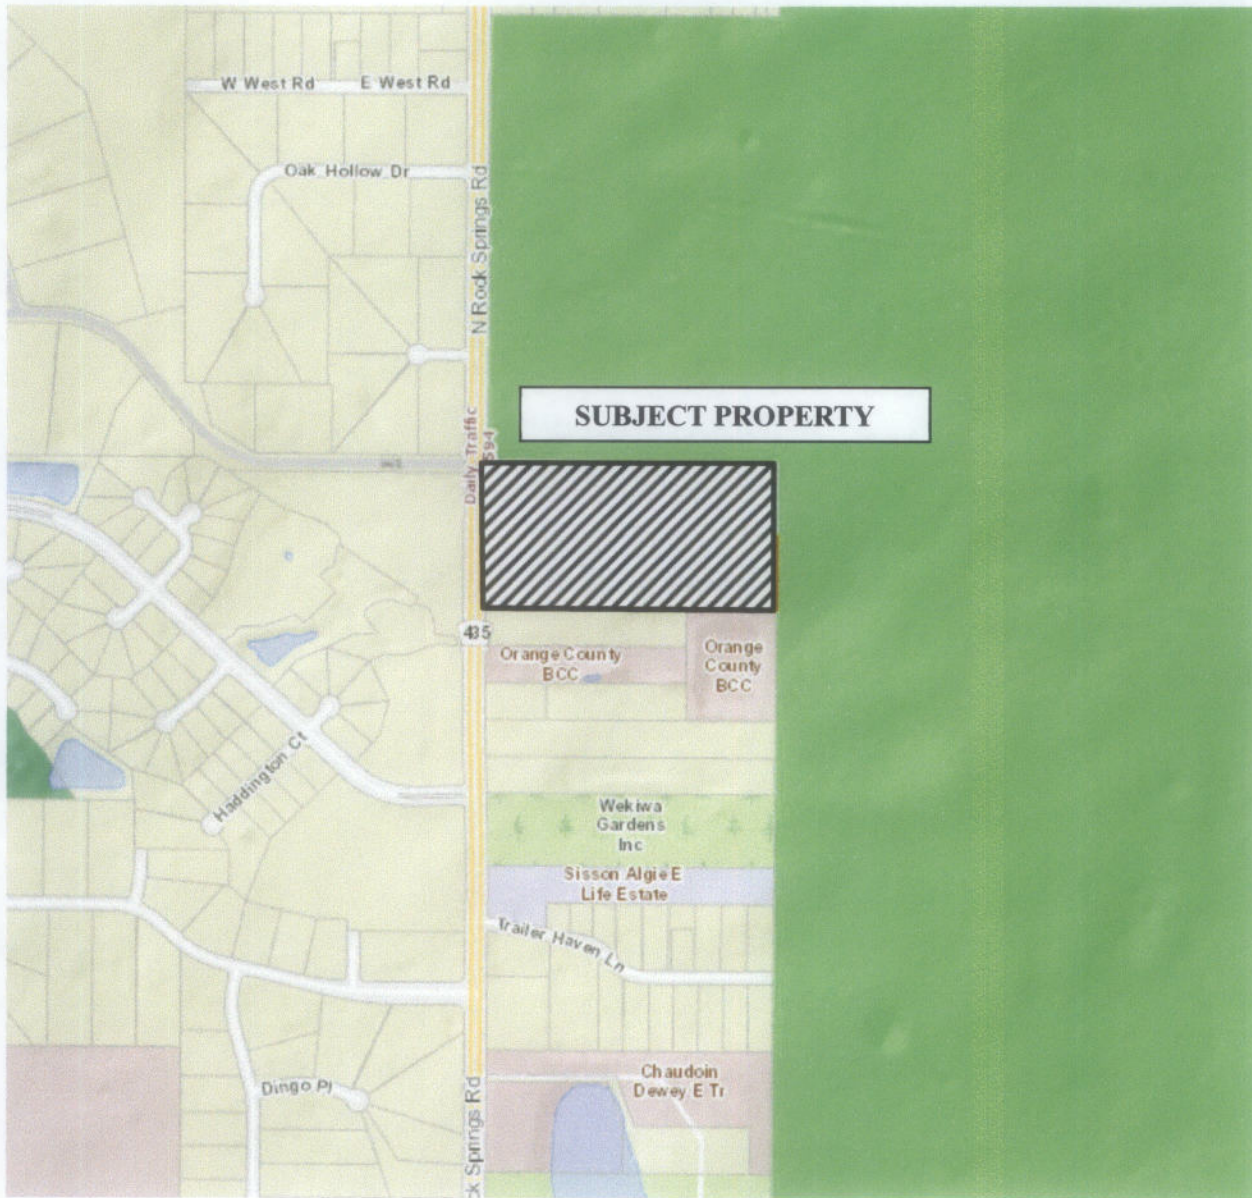 W West Rd
E West Rd
Oak Hollow Dr
N Rock Springs Rd
SUBJECT PROPERTY
Daily Traffic
594
435
Orange County
BCC
Orange
County
BCC
Haddington Ct
Wekiwa
Gardens
Inc
Sisson Algie E
Life Estate
Trailer Haven Ln
Chaudoin
Dewey E Tr
Dingo Pl
ck Springs Rd